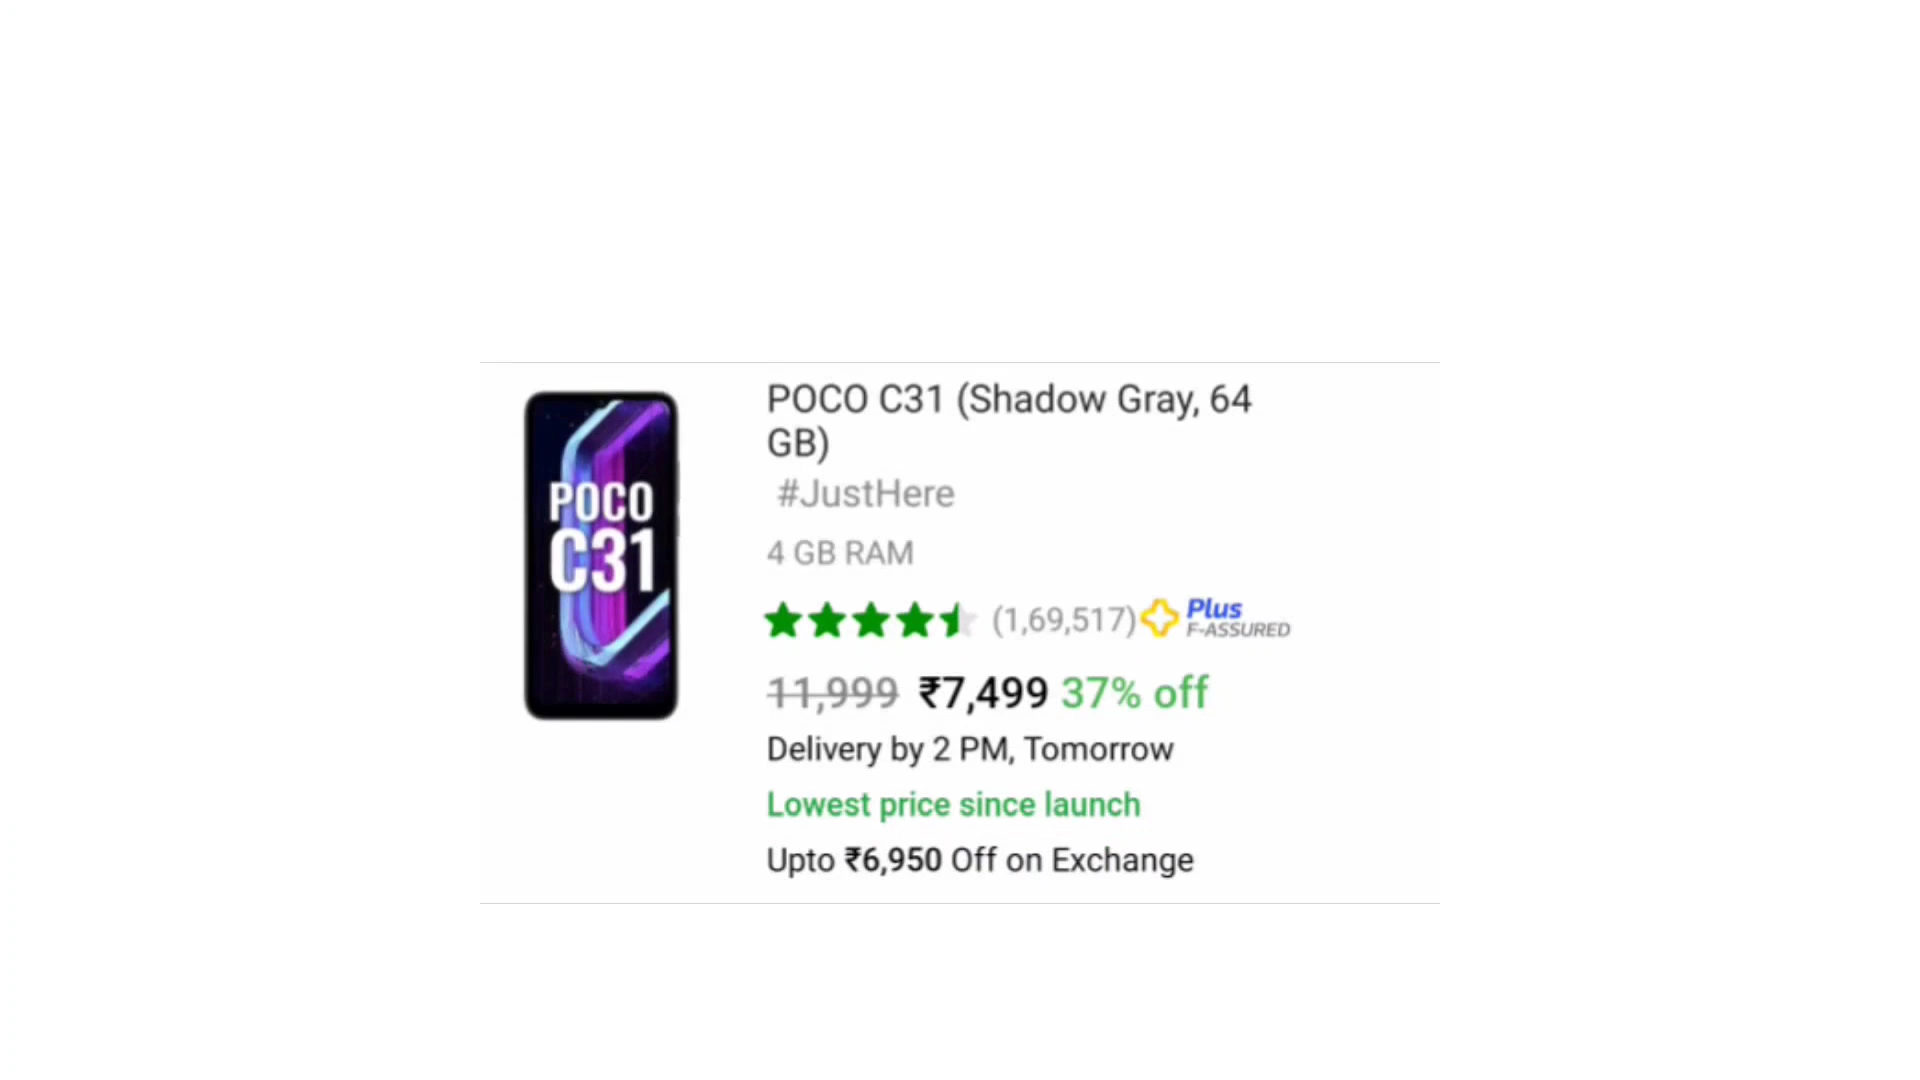 POCO C31 (Shadow Gray, 64
GB)
#JustHere
POCO
C31
4 GB RAM
(1,69,517) Plus
F-ASSURED
11,999 ₹7,499 37% off
Delivery by 2 PM, Tomorrow
Lowest price since launch
Upto ₹6,950 Off on Exchange